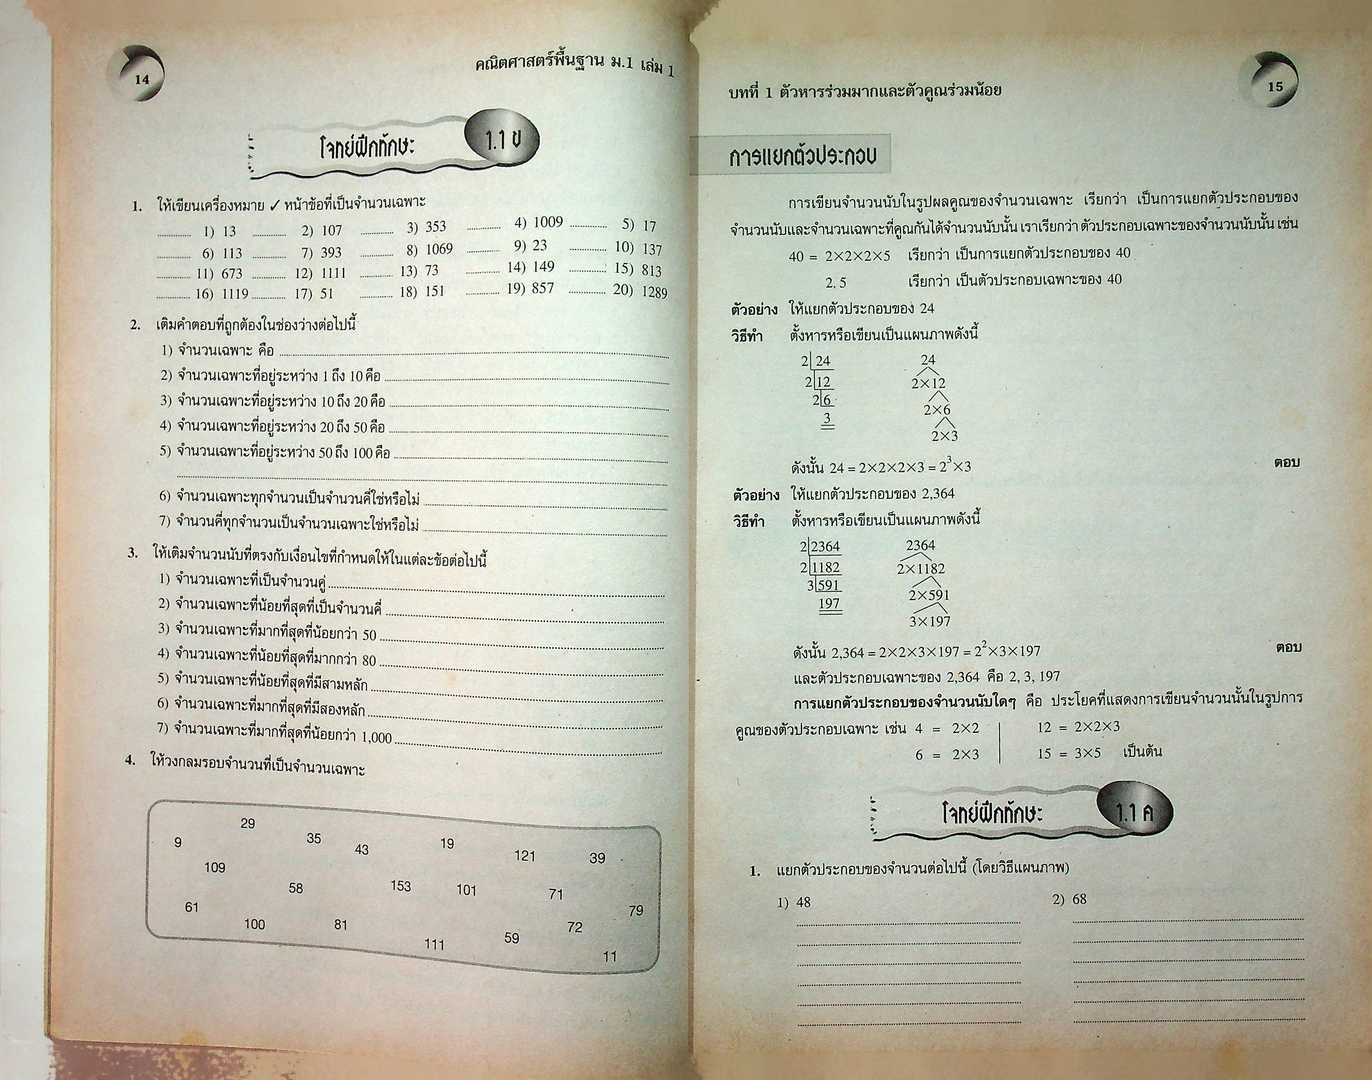 14
คณิตศาสตร์พื้นฐาน ม.1 เล่ม 1
โจทย์ฝึกทักษะ 1.1 ข
1. ให้เขียนเครื่องหมาย ✓ หน้าข้อที่เป็นจำนวนเฉพาะ
.......... 1) 13 .......... 2) 107 .......... 3) 353 .......... 4) 1009 .......... 5) 17
.......... 6) 113 .......... 7) 393 .......... 8) 1069 .......... 9) 23 .......... 10) 137
.......... 11) 673 .......... 12) 1111 .......... 13) 73 .......... 14) 149 .......... 15) 813
.......... 16) 1119 .......... 17) 51 .......... 18) 151 .......... 19) 857 .......... 20) 1289
2. เติมคำตอบที่ถูกต้องในช่องว่างต่อไปนี้
1) จำนวนเฉพาะ คือ ..........
2) จำนวนเฉพาะที่อยู่ระหว่าง 1 ถึง 10 คือ ..........
3) จำนวนเฉพาะที่อยู่ระหว่าง 10 ถึง 20 คือ ..........
4) จำนวนเฉพาะที่อยู่ระหว่าง 20 ถึง 50 คือ ..........
5) จำนวนเฉพาะที่อยู่ระหว่าง 50 ถึง 100 คือ ..........
..........
6) จำนวนเฉพาะทุกจำนวนเป็นจำนวนคี่ใช่หรือไม่ ..........
7) จำนวนคี่ทุกจำนวนเป็นจำนวนเฉพาะใช่หรือไม่ ..........
3. ให้เติมจำนวนนับที่ตรงกับเงื่อนไขที่กำหนดให้ในแต่ละข้อต่อไปนี้
1) จำนวนเฉพาะที่เป็นจำนวนคู่ ..........
2) จำนวนเฉพาะที่น้อยที่สุดที่เป็นจำนวนคี่ ..........
3) จำนวนเฉพาะที่มากที่สุดที่น้อยกว่า 50 ..........
4) จำนวนเฉพาะที่น้อยที่สุดที่มากกว่า 80 ..........
5) จำนวนเฉพาะที่น้อยที่สุดที่มีสามหลัก ..........
6) จำนวนเฉพาะที่มากที่สุดที่มีสองหลัก ..........
7) จำนวนเฉพาะที่มากที่สุดที่น้อยกว่า 1,000 ..........
4. ให้วงกลมรอบจำนวนที่เป็นจำนวนเฉพาะ
9 29 35 43 19 121 39
109 58 153 101 71 79
61 100 81 111 59 72 11
บทที่ 1 ตัวหารร่วมมากและตัวคูณร่วมน้อย
15
การแยกตัวประกอบ
การเขียนจำนวนนับในรูปผลคูณของจำนวนเฉพาะ เรียกว่า เป็นการแยกตัวประกอบของ
จำนวนนับและจำนวนเฉพาะที่คูณกันได้จำนวนนับนั้น เราเรียกว่า ตัวประกอบเฉพาะของจำนวนนับนั้น เช่น
40 = 2×2×2×5 เรียกว่า เป็นการแยกตัวประกอบของ 40
2, 5 เรียกว่า เป็นตัวประกอบเฉพาะของ 40
ตัวอย่าง ให้แยกตัวประกอบของ 24
วิธีทำ ตั้งหารหรือเขียนเป็นแผนภาพดังนี้
2 24 24
2 12 2×12
2 6 2×6
3 2×3
ดังนั้น 24 = 2×2×2×3 = 2³×3 ตอบ
ตัวอย่าง ให้แยกตัวประกอบของ 2,364
วิธีทำ ตั้งหารหรือเขียนเป็นแผนภาพดังนี้
2 2364 2364
2 1182 2×1182
3 591 2×591
197 3×197
ดังนั้น 2,364 = 2×2×3×197 = 2²×3×197 ตอบ
และตัวประกอบเฉพาะของ 2,364 คือ 2, 3, 197
การแยกตัวประกอบของจำนวนนับใดๆ คือ ประโยคที่แสดงการเขียนจำนวนนั้นในรูปการ
คูณของตัวประกอบเฉพาะ เช่น 4 = 2×2 12 = 2×2×3
6 = 2×3 15 = 3×5 เป็นต้น
โจทย์ฝึกทักษะ 1.1 ค
1. แยกตัวประกอบของจำนวนต่อไปนี้ (โดยวิธีแผนภาพ)
1) 48 2) 68